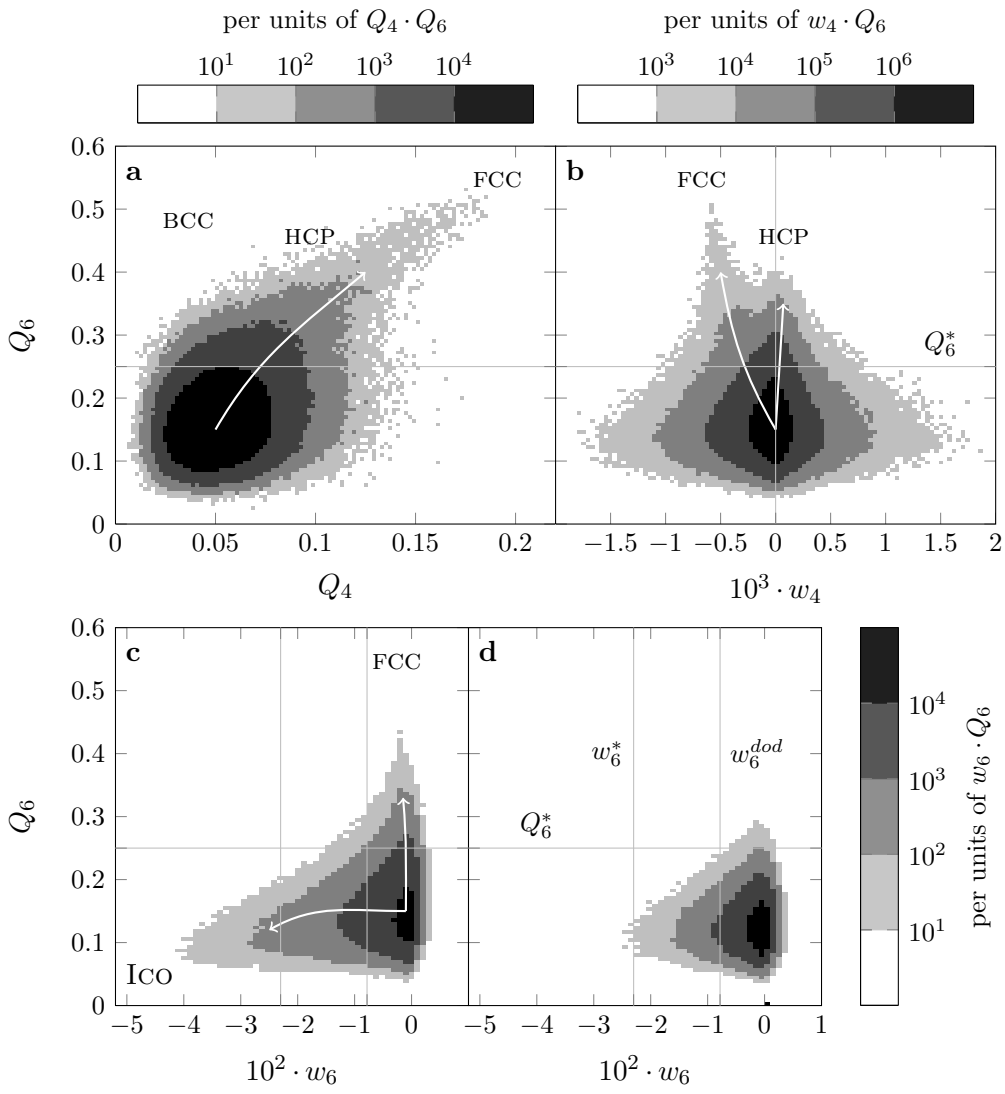 per units of Q4 · Q6
per units of w4 · Q6
10^1 10^2 10^3 10^4
10^3 10^4 10^5 10^6
0.6
0.5
0.4
0.3
0.2
0.1
0
Q6
a
BCC
HCP
FCC
0 0.05 0.1 0.15 0.2
Q4
b
FCC
HCP
Q6*
−1.5 −1 −0.5 0 0.5 1 1.5 2
10^3 · w4
0.6
0.5
0.4
0.3
0.2
0.1
0
Q6
c
FCC
ICO
−5 −4 −3 −2 −1 0
10^2 · w6
d
w6*
w6^dod
Q6*
−5 −4 −3 −2 −1 0 1
10^2 · w6
10^4
10^3
10^2
10^1
per units of w6 · Q6